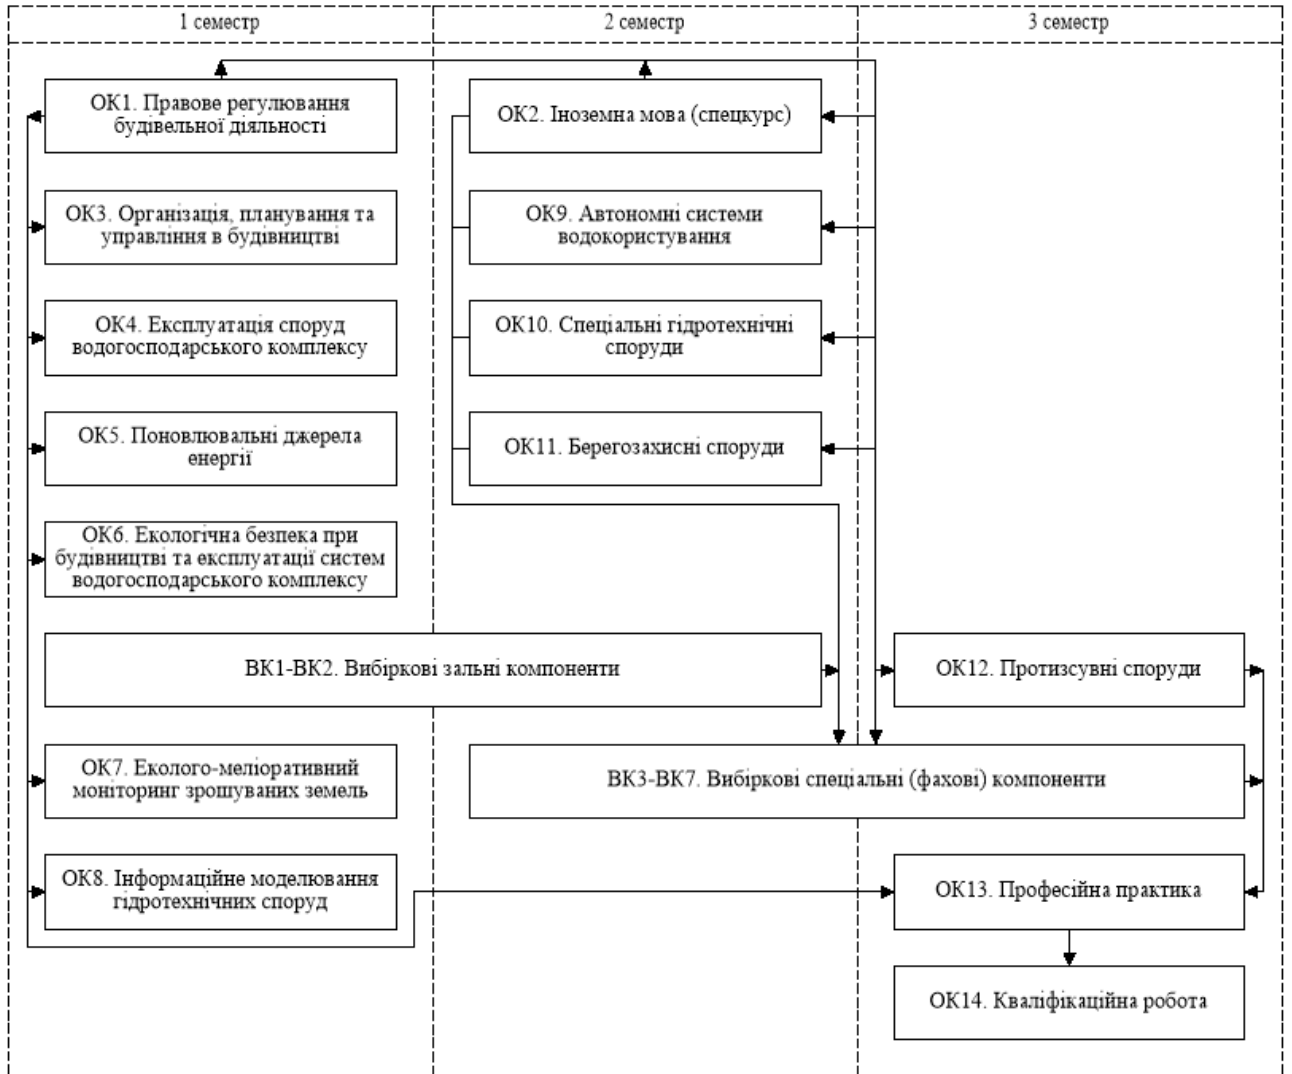 1 семестр
2 семестр
3 семестр
ОК1. Правове регулювання
будівельної діяльності
ОК2. Іноземна мова (спецкурс)
ОК3. Організація, планування та
управління в будівництві
ОК9. Автономні системи
водокористування
ОК4. Експлуатація споруд
водогосподарського комплексу
ОК10. Спеціальні гідротехнічні
споруди
ОК5. Поновлювальні джерела
енергії
ОК11. Берегозахисні споруди
ОК6. Екологічна безпека при
будівництві та експлуатації систем
водогосподарського комплексу
ВК1-ВК2. Вибіркові зальні компоненти
ОК12. Протизсувні споруди
ОК7. Еколого-меліоративний
моніторинг зрошуваних земель
ВК3-ВК7. Вибіркові спеціальні (фахові) компоненти
ОК8. Інформаційне моделювання
гідротехнічних споруд
ОК13. Професійна практика
ОК14. Кваліфікаційна робота